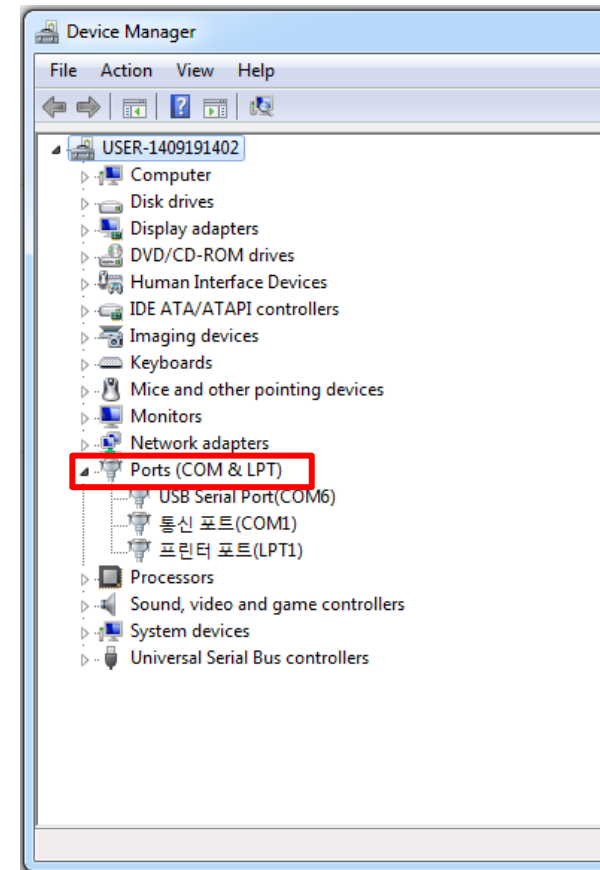 Device Manager
File Action View Help
USER-1409191402
Computer
Disk drives
Display adapters
DVD/CD-ROM drives
Human Interface Devices
IDE ATA/ATAPI controllers
Imaging devices
Keyboards
Mice and other pointing devices
Monitors
Network adapters
Ports (COM & LPT)
USB Serial Port(COM6)
통신 포트(COM1)
프린터 포트(LPT1)
Processors
Sound, video and game controllers
System devices
Universal Serial Bus controllers